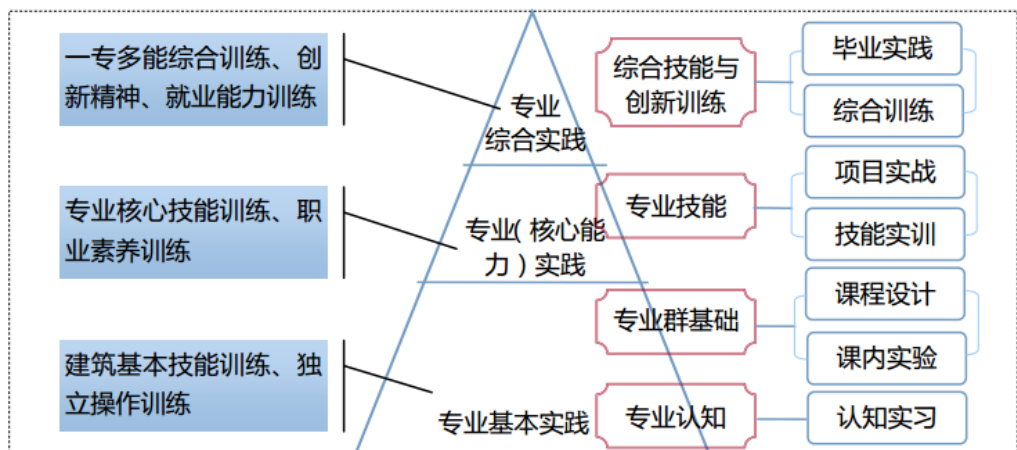 一专多能综合训练、创
新精神、就业能力训练
专业
综合实践
综合技能与
创新训练
毕业实践
综合训练
专业核心技能训练、职
业素养训练
专业(核心能
力)实践
专业技能
项目实战
技能实训
专业群基础
课程设计
课内实验
建筑基本技能训练、独
立操作训练
专业基本实践
专业认知
认知实习